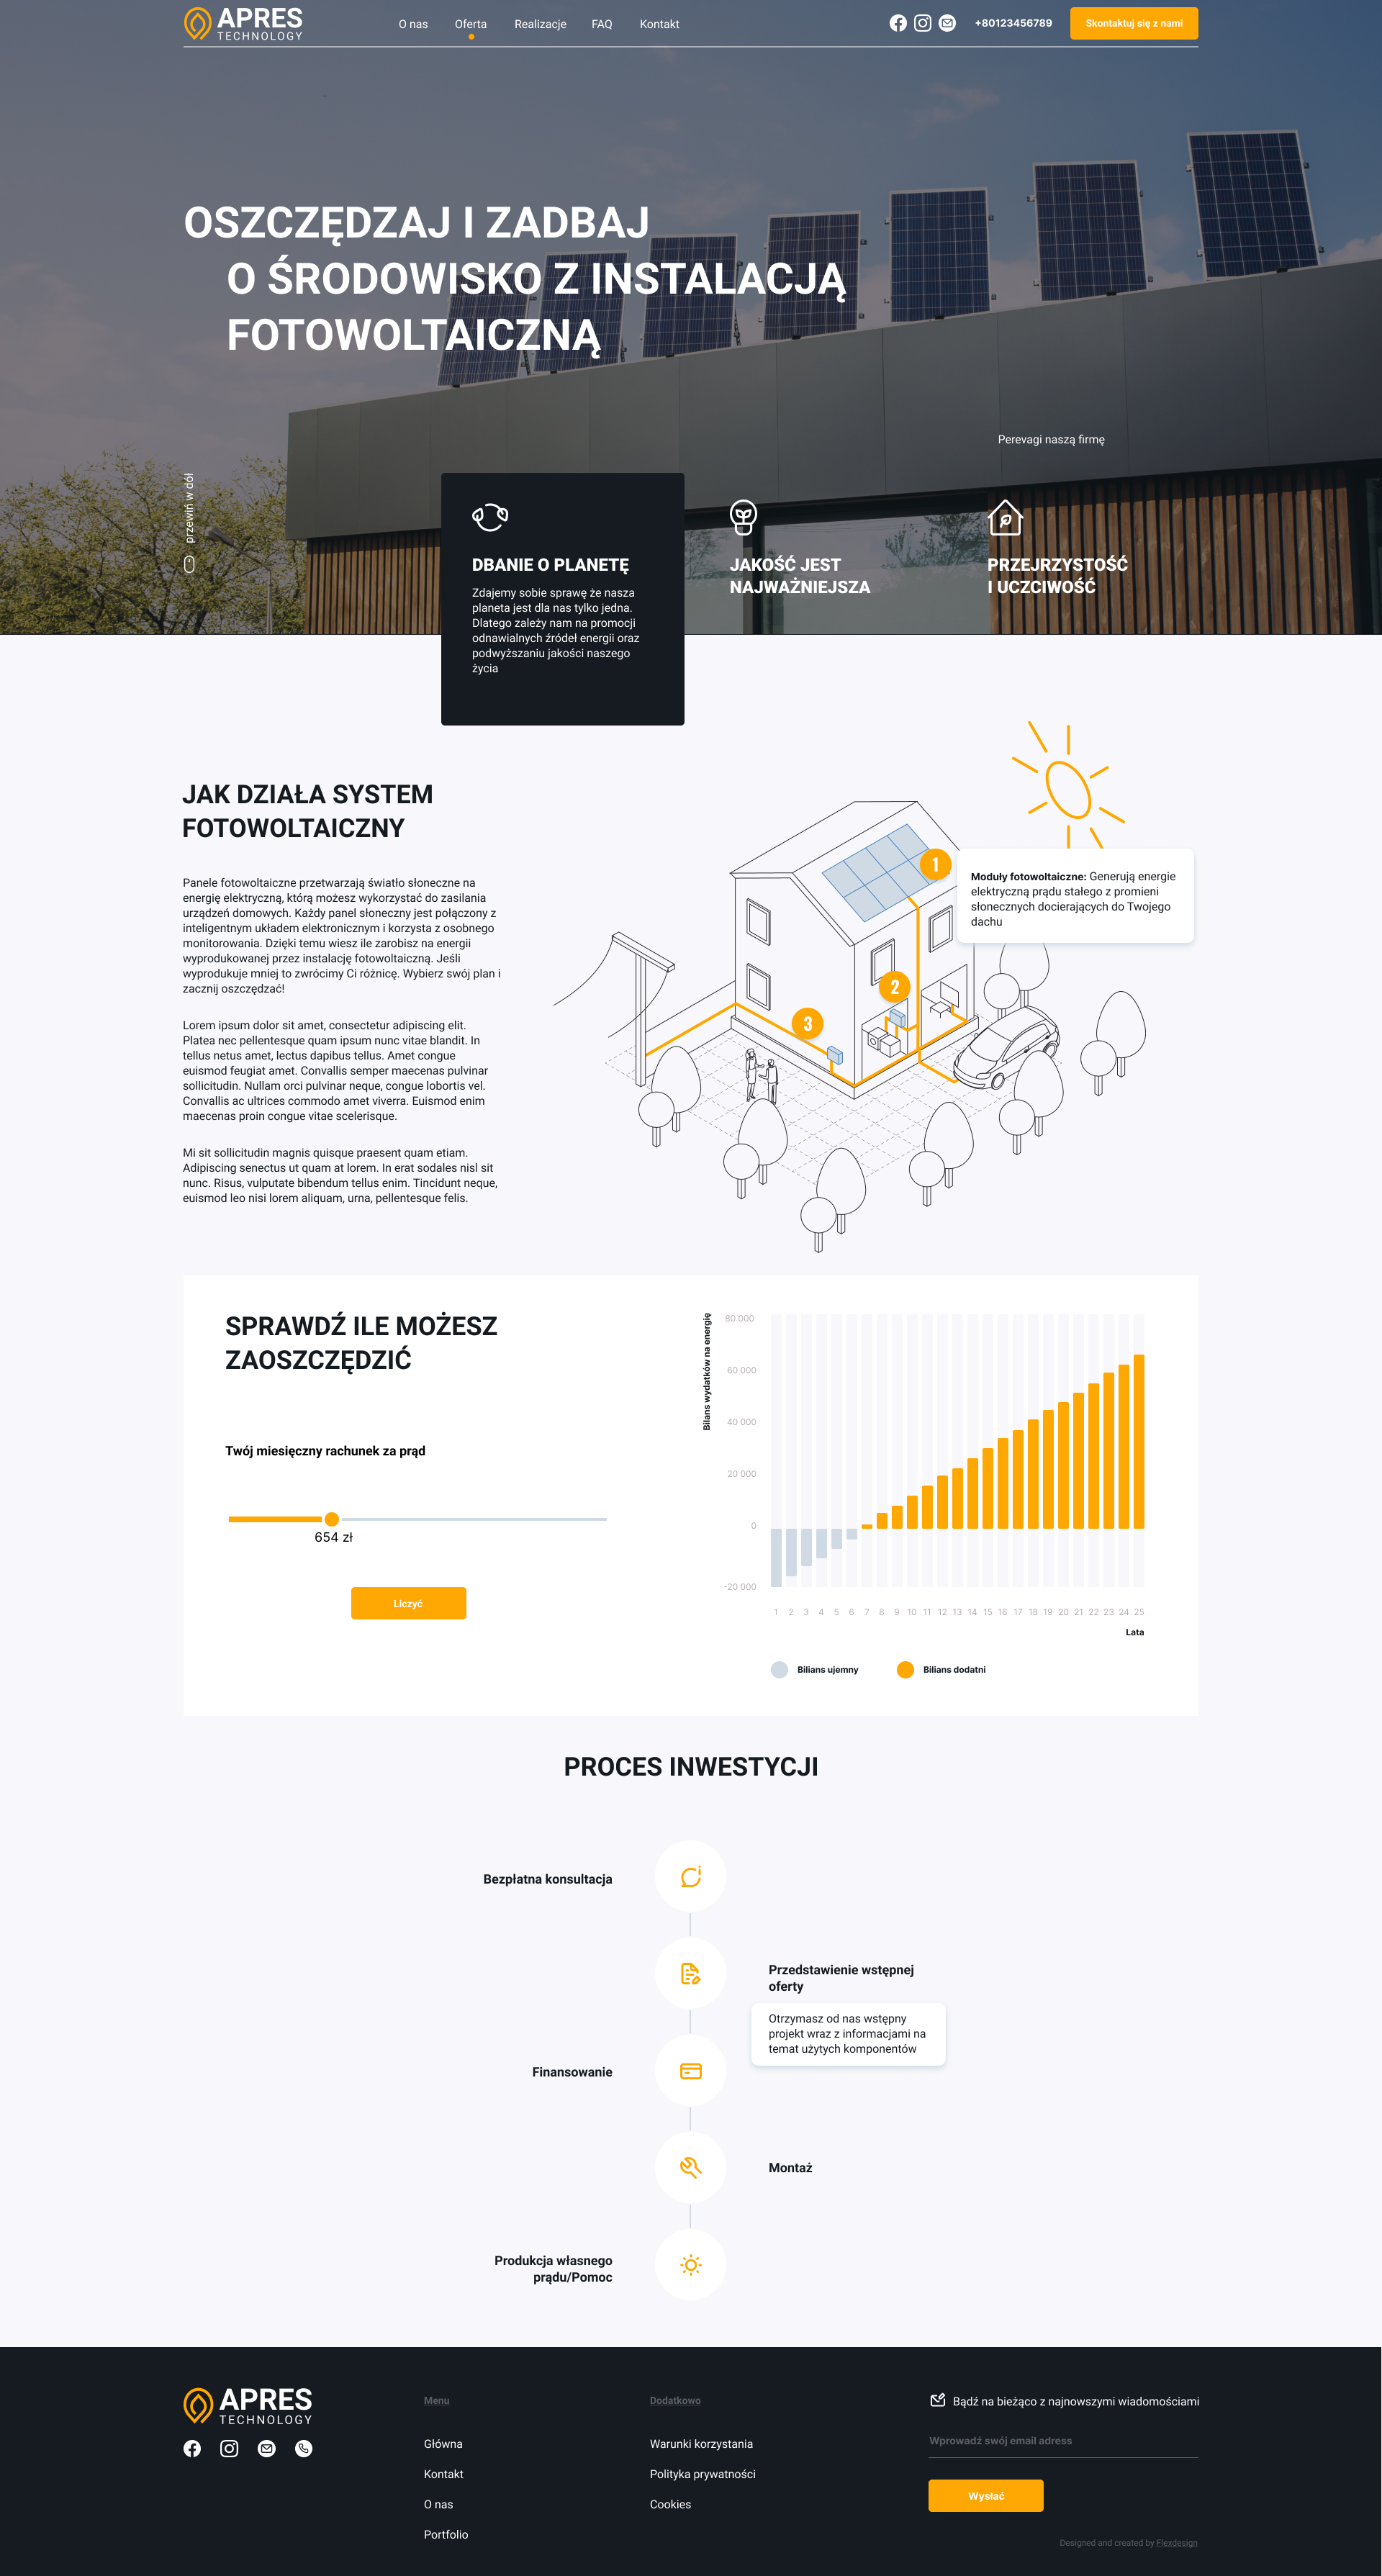 APRES
TECHNOLOGY
O nas
Oferta
Realizacje
FAQ
Kontakt
+80123456789
Skontaktuj się z nami
OSZCZĘDZAJ I ZADBAJ
O ŚRODOWISKO Z INSTALACJĄ
FOTOWOLTAICZNĄ
Perevagi naszą firmę
przewiń w dół
DBANIE O PLANETĘ
Zdajemy sobie sprawę że nasza
planeta jest dla nas tylko jedna.
Dlatego zależy nam na promocji
odnawialnych źródeł energii oraz
podwyższaniu jakości naszego
życia
JAKOŚĆ JEST
NAJWAŻNIEJSZA
PRZEJRZYSTOŚĆ
I UCZCIWOŚĆ
JAK DZIAŁA SYSTEM
FOTOWOLTAICZNY
Panele fotowoltaiczne przetwarzają światło słoneczne na
energię elektryczną, którą możesz wykorzystać do zasilania
urządzeń domowych. Każdy panel słoneczny jest połączony z
inteligentnym układem elektronicznym i korzysta z osobnego
monitorowania. Dzięki temu wiesz ile zarobisz na energii
wyprodukowanej przez instalację fotowoltaiczną. Jeśli
wyprodukuje mniej to zwrócimy Ci różnicę. Wybierz swój plan i
zacznij oszczędzać!
Lorem ipsum dolor sit amet, consectetur adipiscing elit.
Platea nec pellentesque quam ipsum nunc vitae blandit. In
tellus netus amet, lectus dapibus tellus. Amet congue
euismod feugiat amet. Convallis semper maecenas pulvinar
sollicitudin. Nullam orci pulvinar neque, congue lobortis vel.
Convallis ac ultrices commodo amet viverra. Euismod enim
maecenas proin congue vitae scelerisque.
Mi sit sollicitudin magnis quisque praesent quam etiam.
Adipiscing senectus ut quam at lorem. In erat sodales nisl sit
nunc. Risus, vulputate bibendum tellus enim. Tincidunt neque,
euismod leo nisi lorem aliquam, urna, pellentesque felis.
1
2
3
Moduły fotowoltaiczne: Generują energie
elektryczną prądu stałego z promieni
słonecznych docierających do Twojego
dachu
SPRAWDŹ ILE MOŻESZ
ZAOSZCZĘDZIĆ
Twój miesięczny rachunek za prąd
654 zł
Liczyć
Bilans wydatków na energię
80 000
60 000
40 000
20 000
0
-20 000
1 2 3 4 5 6 7 8 9 10 11 12 13 14 15 16 17 18 19 20 21 22 23 24 25
Lata
Bilians ujemny
Bilians dodatni
PROCES INWESTYCJI
Bezpłatna konsultacja
Przedstawienie wstępnej
oferty
Otrzymasz od nas wstępny
projekt wraz z informacjami na
temat użytych komponentów
Finansowanie
Montaż
Produkcja własnego
prądu/Pomoc
APRES
TECHNOLOGY
Menu
Główna
Kontakt
O nas
Portfolio
Dodatkowo
Warunki korzystania
Polityka prywatności
Cookies
Bądź na bieżąco z najnowszymi wiadomościami
Wprowadź swój email adress
Wysłać
Designed and created by Flexdesign